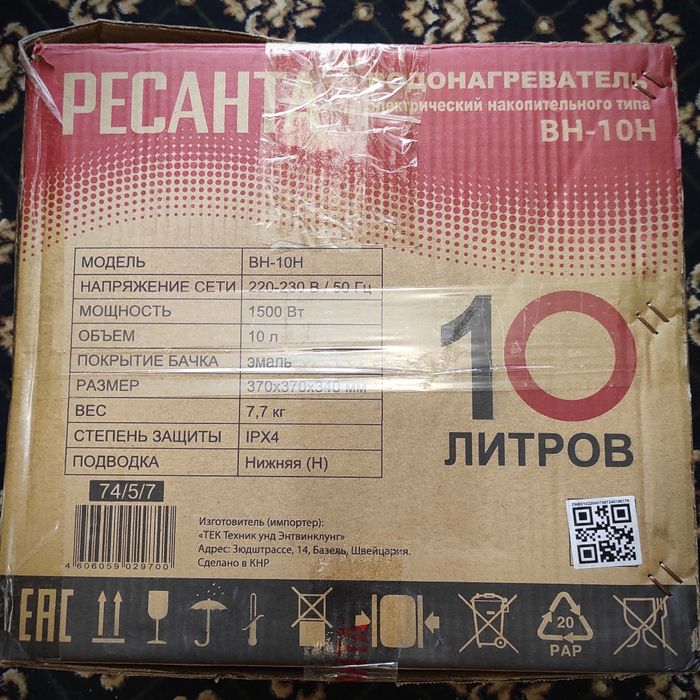 РЕСАНТА
ВОДОНАГРЕВАТЕЛЬ
электрический накопительного типа
ВН-10Н
МОДЕЛЬ ВН-10Н
НАПРЯЖЕНИЕ СЕТИ 220-230 В / 50 Гц
МОЩНОСТЬ 1500 Вт
ОБЪЕМ 10 л
ПОКРЫТИЕ БАЧКА эмаль
РАЗМЕР 370х370х340 мм
ВЕС 7,7 кг
СТЕПЕНЬ ЗАЩИТЫ IPX4
ПОДВОДКА Нижняя (Н)
10
ЛИТРОВ
74/5/7
4 606059 029700
Изготовитель (импортер):
«ТЕК Техник унд Энтвинклунг»
Адрес: Зюдштрассе, 14, Базель, Швейцария.
Сделано в КНР
EAC
20
PAP